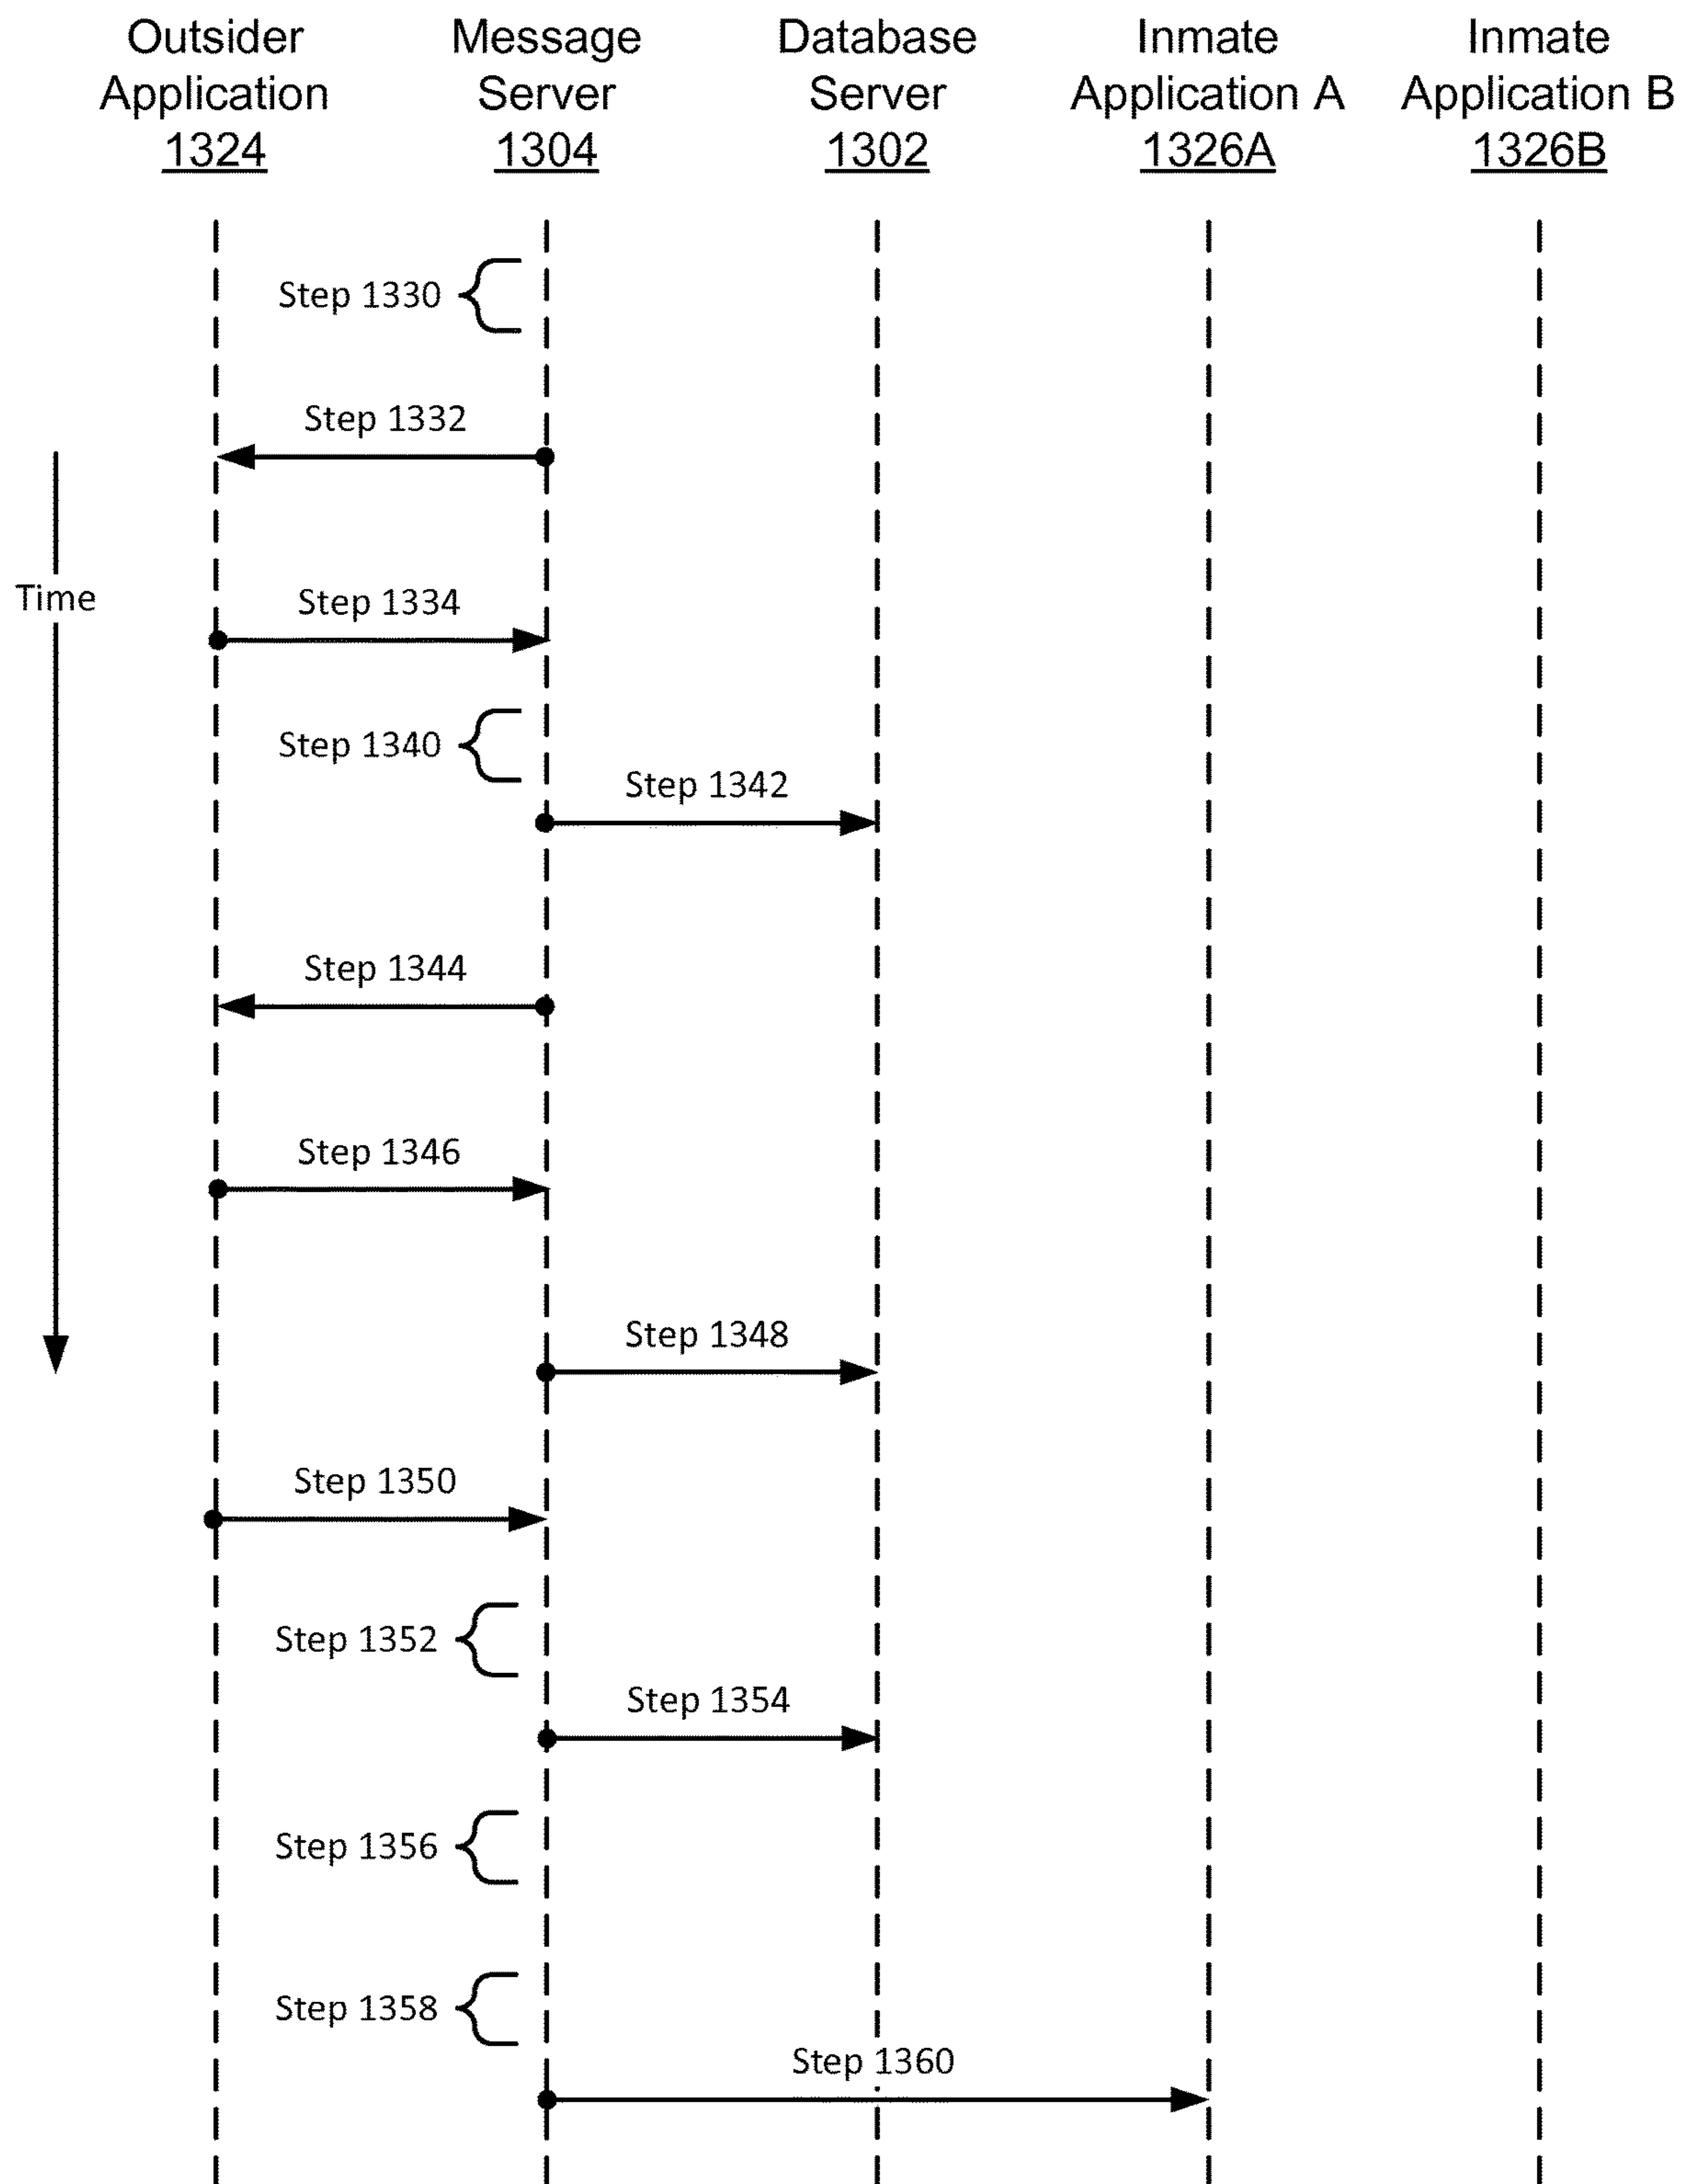 Outsider
Application
1324
Message
Server
1304
Database
Server
1302
Inmate
Application A
1326A
Inmate
Application B
1326B
Step 1330
Step 1332
Time
Step 1334
Step 1340
Step 1342
Step 1344
Step 1346
Step 1348
Step 1350
Step 1352
Step 1354
Step 1356
Step 1358
Step 1360